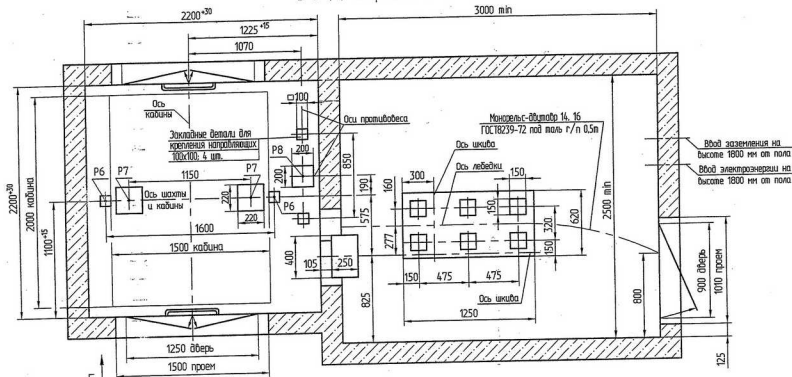 2200⁺³⁰
3000 min
1225⁺¹⁵
1070
□100
Ось
кабины
Закладные детали для
крепления направляющих
100х100; 4 шт.
Оси противовеса
Монорельс-двутавр 14, 16
ГОСТ8239-72 под таль г/п 0,5т
Ввод заземления на
высоте 1800 мм от пола
Ввод электроэнергии на
высоте 1800 мм от пола
Ось шкива
Ось лебедки
P8
200
200
850
190
575
P6
P7
1150
P7
P6
Ось шахты
и кабины
220
220
1600
1500 кабина
2200⁺³⁰
2000 кабина
1100⁺¹⁵
400
105
250
825
300
160
277
150
150
320
150
620
150
475
475
Ось шкива
1250
2500 min
800
900 дверь
1010 проем
125
1250 дверь
1500 проем